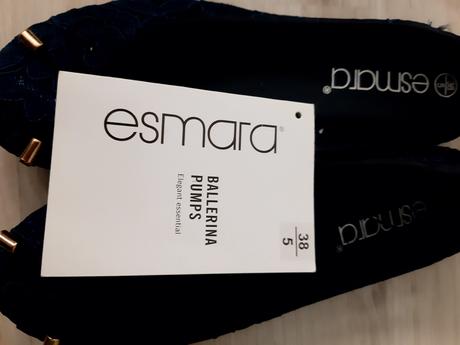 esmara®
BALLERINA
PUMPS
Elegant essential
38
5
esmara®
esmara®